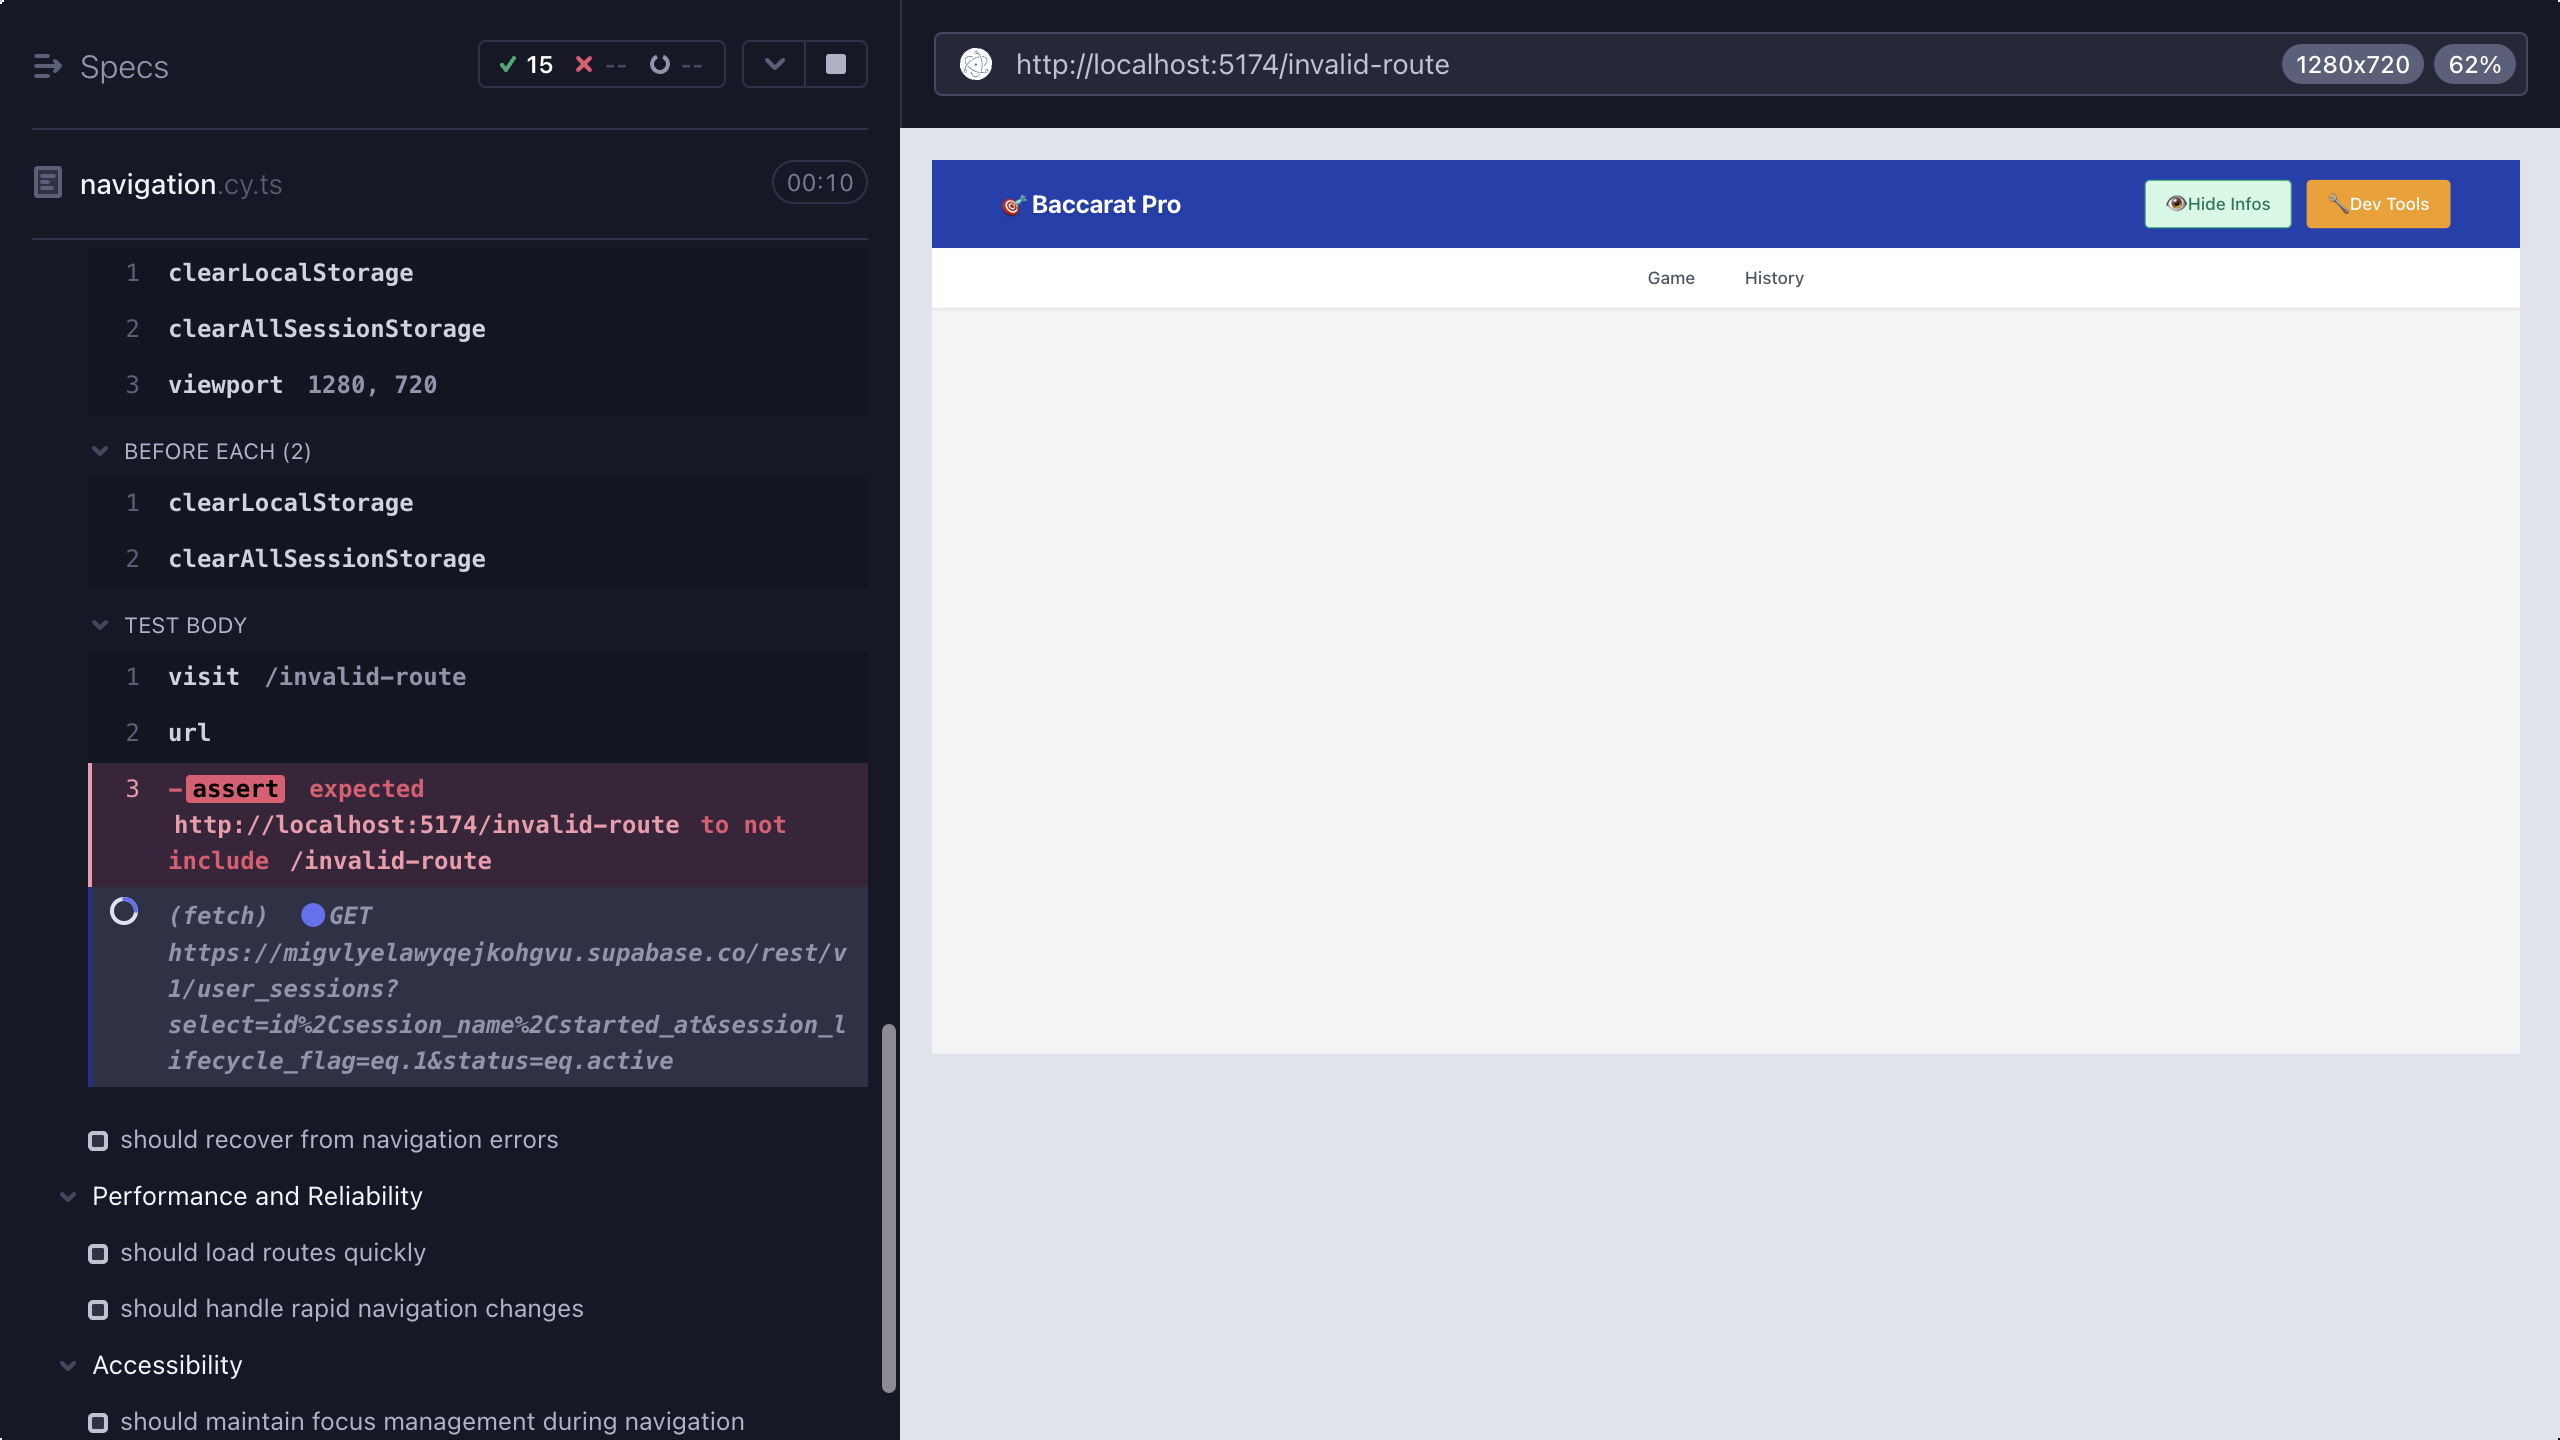 Specs
15 -- --
navigation.cy.ts
00:10
1 clearLocalStorage
2 clearAllSessionStorage
3 viewport 1280, 720
BEFORE EACH (2)
1 clearLocalStorage
2 clearAllSessionStorage
TEST BODY
1 visit /invalid-route
2 url
3 -assert expected
http://localhost:5174/invalid-route to not
include /invalid-route
(fetch) GET
https://migvlyelawyqejkohgvu.supabase.co/rest/v
1/user_sessions?
select=id%2Csession_name%2Cstarted_at&session_l
ifecycle_flag=eq.1&status=eq.active
should recover from navigation errors
Performance and Reliability
should load routes quickly
should handle rapid navigation changes
Accessibility
should maintain focus management during navigation
http://localhost:5174/invalid-route
1280x720
62%
Baccarat Pro
Hide Infos
Dev Tools
Game
History